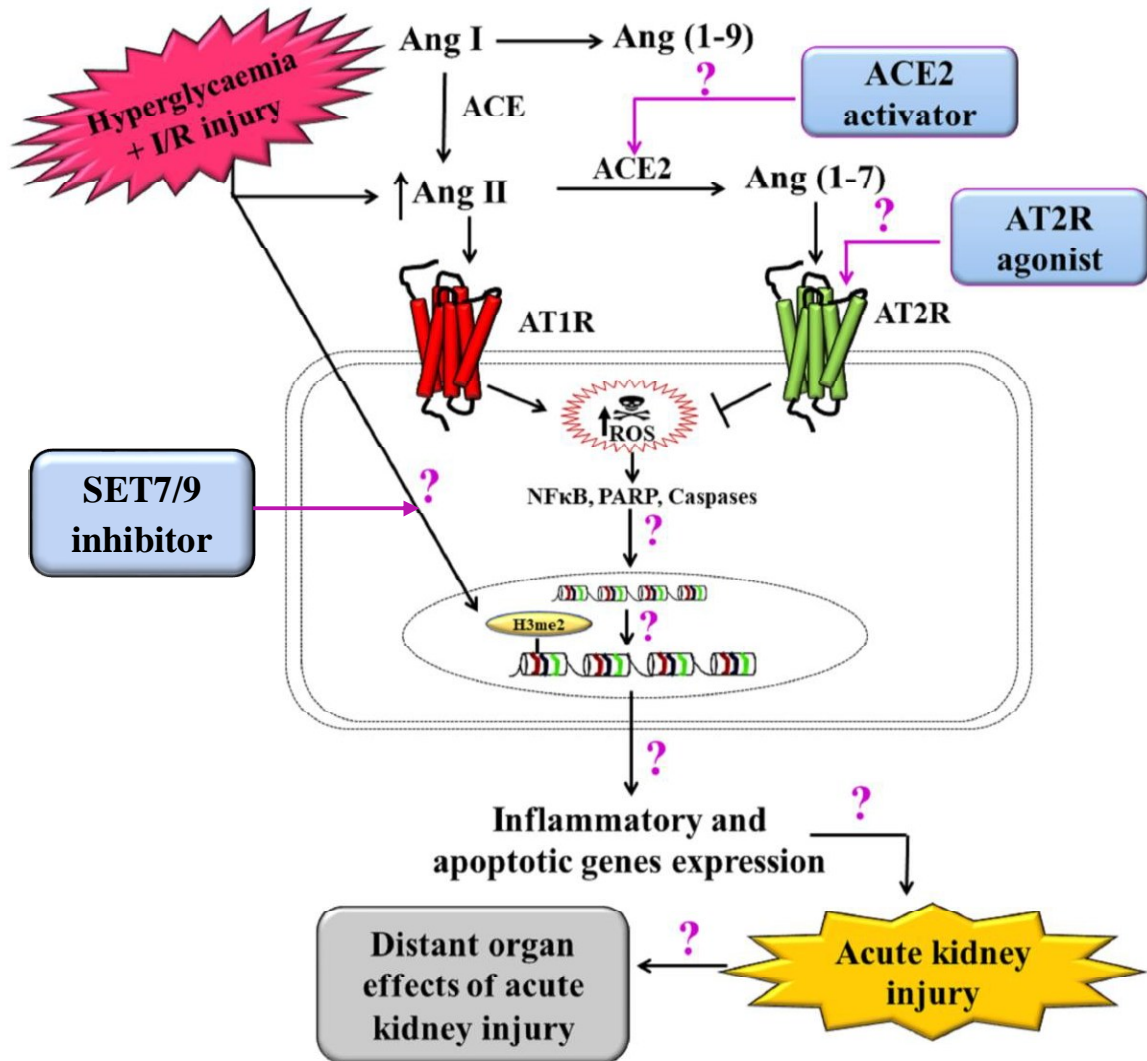 Hyperglycaemia
+ I/R injury
Ang I
Ang (1-9)
?
ACE2
activator
ACE
Ang II
ACE2
Ang (1-7)
?
AT2R
agonist
AT1R
AT2R
ROS
SET7/9
inhibitor
?
NFκB, PARP, Caspases
?
H3me2
?
?
Inflammatory and
apoptotic genes expression
?
Distant organ
effects of acute
kidney injury
?
Acute kidney
injury